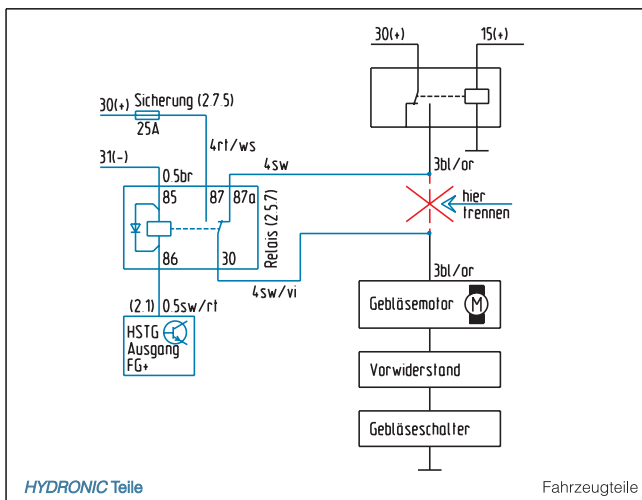 30(+)
15(+)
Sicherung (2.7.5)
30(+)
25A
4rt/ws
31(-)
4sw
3bl/or
0.5br
85
87
87a
Relais (2.5.7)
hier
trennen
86
30
4sw/vi
3bl/or
(2.1)
0.5sw/rt
HSTG
Ausgang
FG+
Gebläsemotor
M
Vorwiderstand
Gebläseschalter
HYDRONIC Teile
Fahrzeugteile